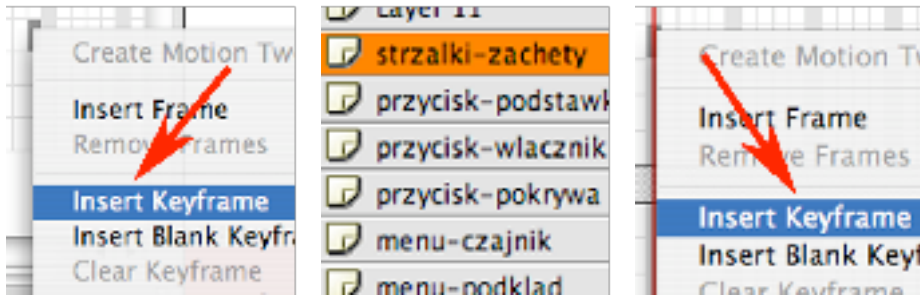 Create Motion Tw
Insert Frame
Remove Frames
Insert Keyframe
Insert Blank Keyfr
Clear Keyframe
Layer 11
strzalki-zachety
przycisk-podstawk
przycisk-wlacznik
przycisk-pokrywa
menu-czajnik
menu-podklad
Create Motion Tw
Insert Frame
Remove Frames
Insert Keyframe
Insert Blank Keyf
Clear Keyframe